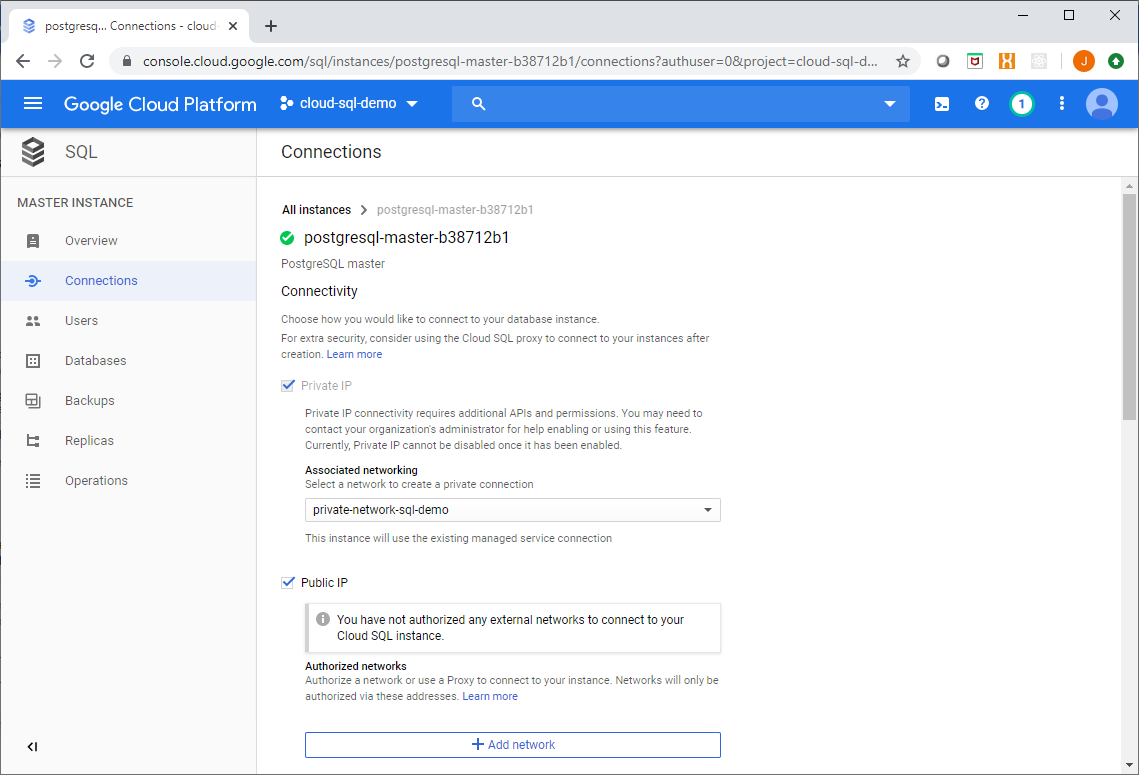 postgresq... Connections - cloud-
console.cloud.google.com/sql/instances/postgresql-master-b38712b1/connections?authuser=0&project=cloud-sql-d...
J
Google Cloud Platform
cloud-sql-demo
1
SQL
Connections
MASTER INSTANCE
Overview
Connections
Users
Databases
Backups
Replicas
Operations
All instances
postgresql-master-b38712b1
postgresql-master-b38712b1
PostgreSQL master
Connectivity
Choose how you would like to connect to your database instance.
For extra security, consider using the Cloud SQL proxy to connect to your instances after
creation. Learn more
Private IP
Private IP connectivity requires additional APIs and permissions. You may need to
contact your organization's administrator for help enabling or using this feature.
Currently, Private IP cannot be disabled once it has been enabled.
Associated networking
Select a network to create a private connection
private-network-sql-demo
This instance will use the existing managed service connection
Public IP
You have not authorized any external networks to connect to your
Cloud SQL instance.
Authorized networks
Authorize a network or use a Proxy to connect to your instance. Networks will only be
authorized via these addresses. Learn more
Add network